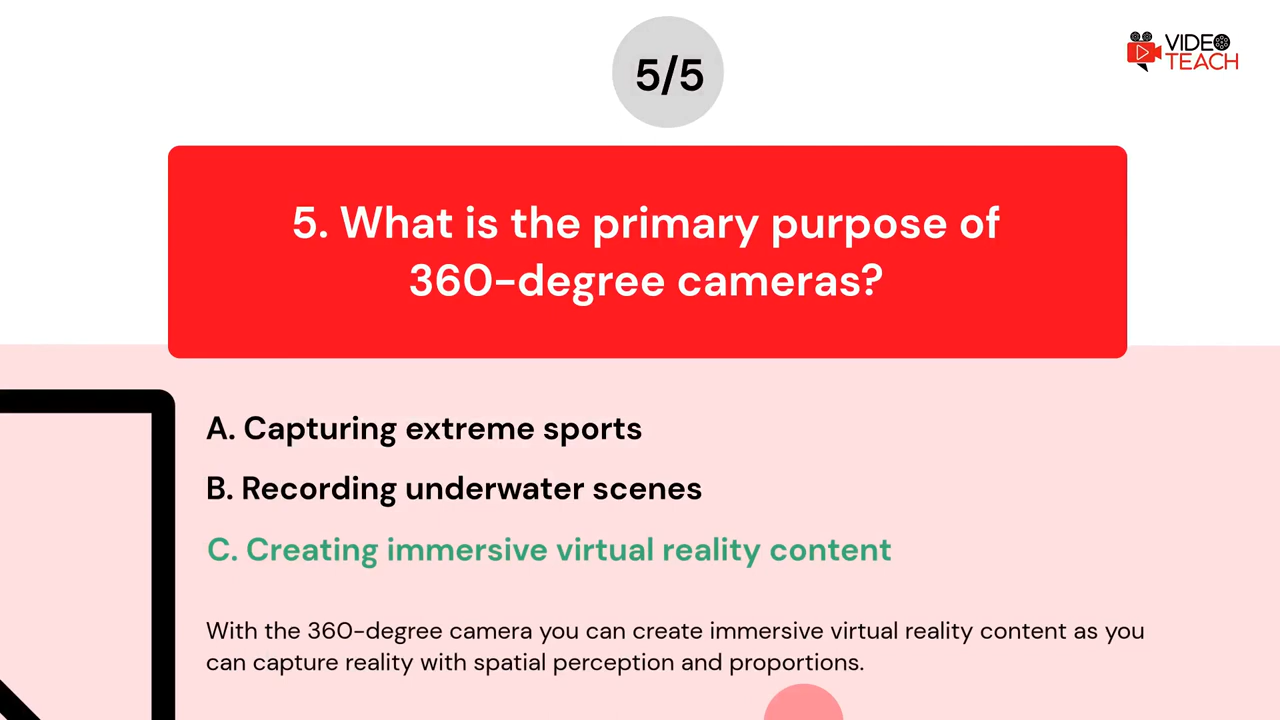 5/5
VIDEO
TEACH
5. What is the primary purpose of
360-degree cameras?
A. Capturing extreme sports
B. Recording underwater scenes
C. Creating immersive virtual reality content
With the 360-degree camera you can create immersive virtual reality content as you
can capture reality with spatial perception and proportions.